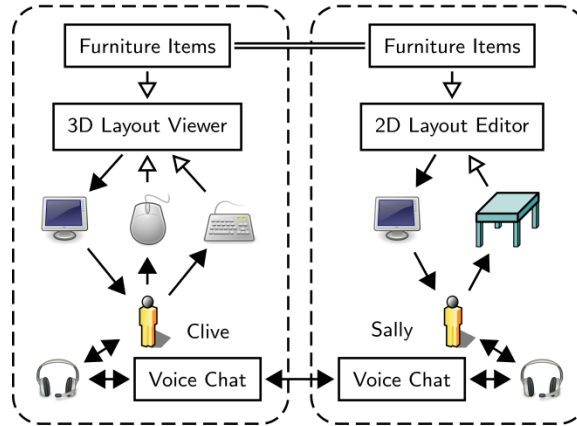 Furniture Items
Furniture Items
3D Layout Viewer
2D Layout Editor
Clive
Sally
Voice Chat
Voice Chat